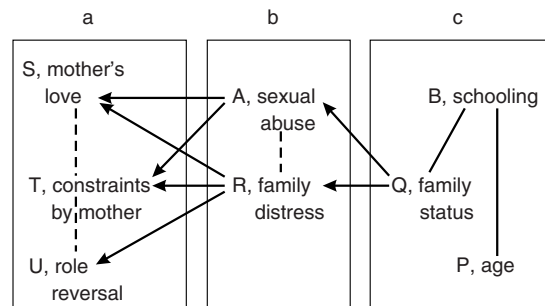 a
b
c
S, mother's
love
A, sexual
abuse
B, schooling
T, constraints
by mother
R, family
distress
Q, family
status
U, role
reversal
P, age